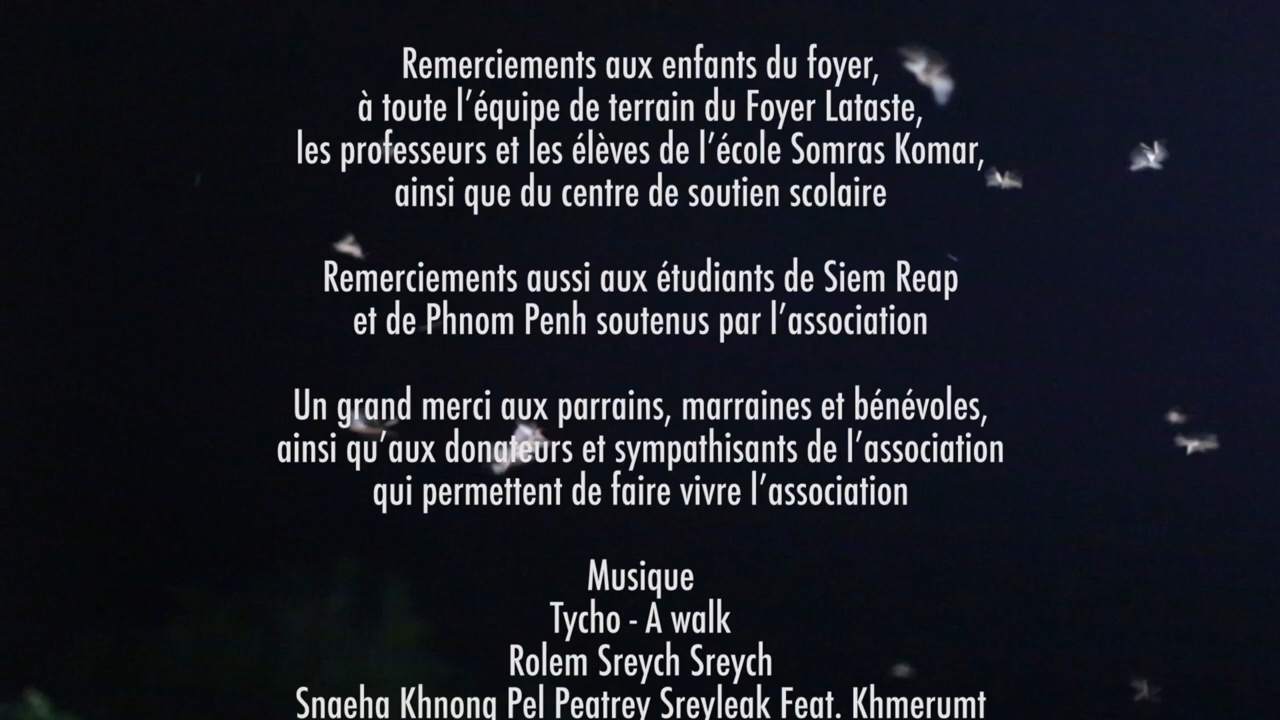 Remerciements aux enfants du foyer,
à toute l’équipe de terrain du Foyer Lataste,
les professeurs et les élèves de l’école Somras Komar,
ainsi que du centre de soutien scolaire
Remerciements aussi aux étudiants de Siem Reap
et de Phnom Penh soutenus par l’association
Un grand merci aux parrains, marraines et bénévoles,
ainsi qu’aux donateurs et sympathisants de l’association
qui permettent de faire vivre l’association
Musique
Tycho - A walk
Rolem Sreych Sreych
Snaeha Khnong Pel Peatrey Sreyleak Feat. Khmerumt